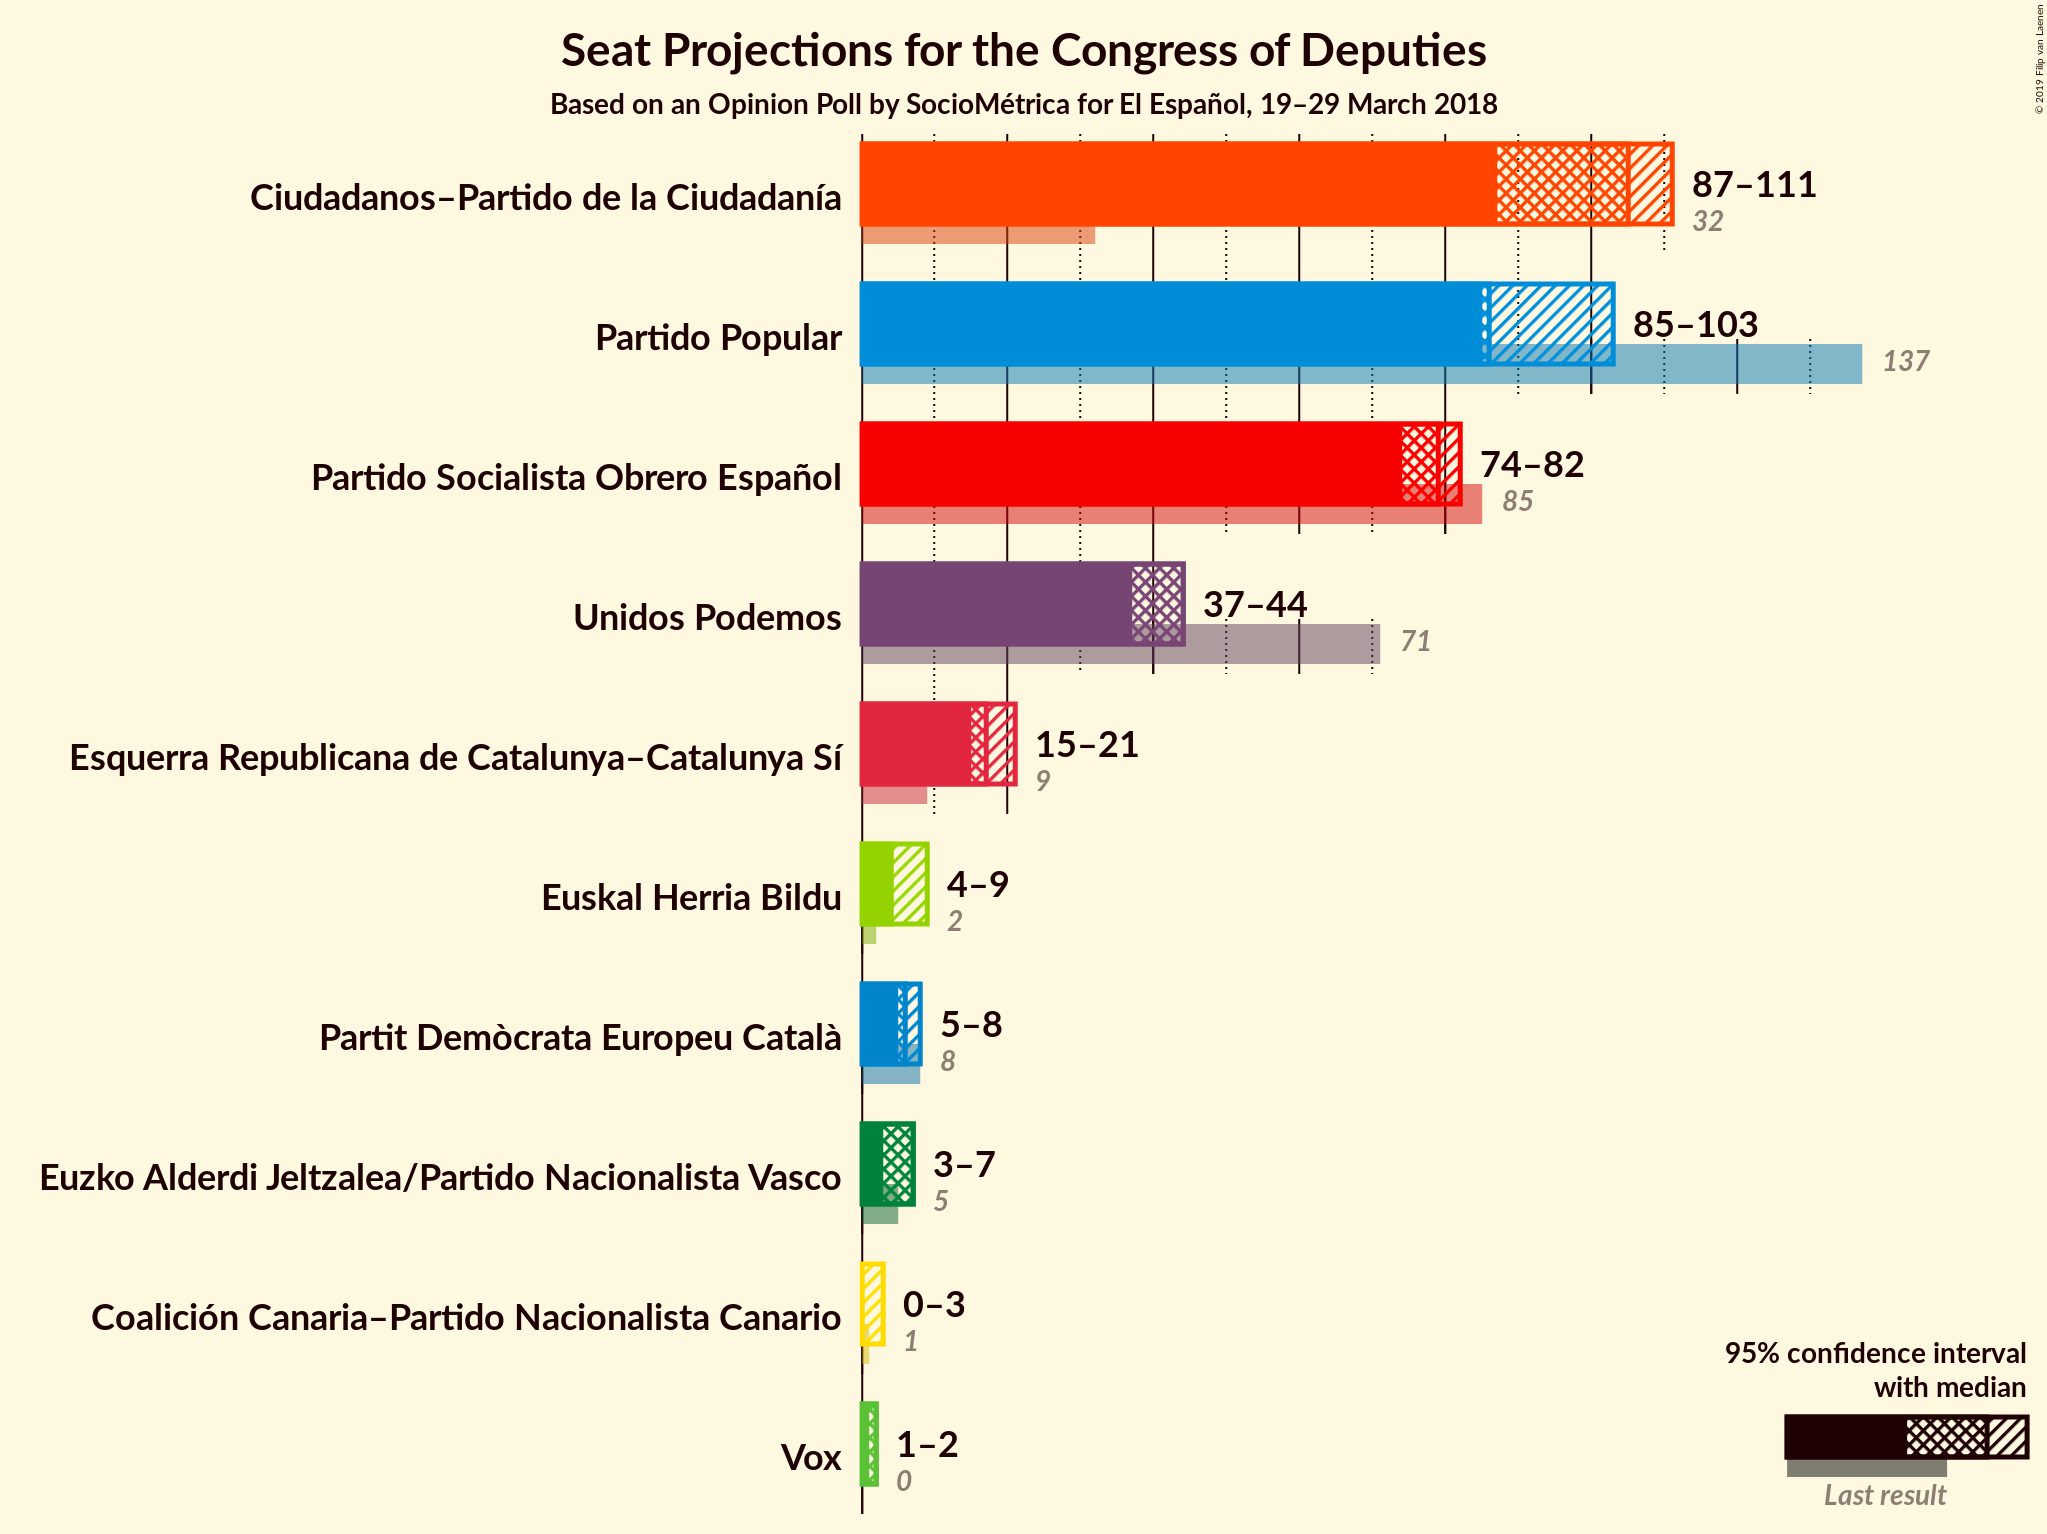 Seat Projections for the Congress of Deputies
Based on an Opinion Poll by SocioMétrica for El Español, 19–29 March 2018
© 2019 Filip van Laenen
Ciudadanos–Partido de la Ciudadanía
87–111
32
Partido Popular
85–103
137
Partido Socialista Obrero Español
74–82
85
Unidos Podemos
37–44
71
Esquerra Republicana de Catalunya–Catalunya Sí
15–21
9
Euskal Herria Bildu
4–9
2
Partit Demòcrata Europeu Català
5–8
8
Euzko Alderdi Jeltzalea/Partido Nacionalista Vasco
3–7
5
Coalición Canaria–Partido Nacionalista Canario
0–3
1
Vox
1–2
0
95% confidence interval
with median
Last result